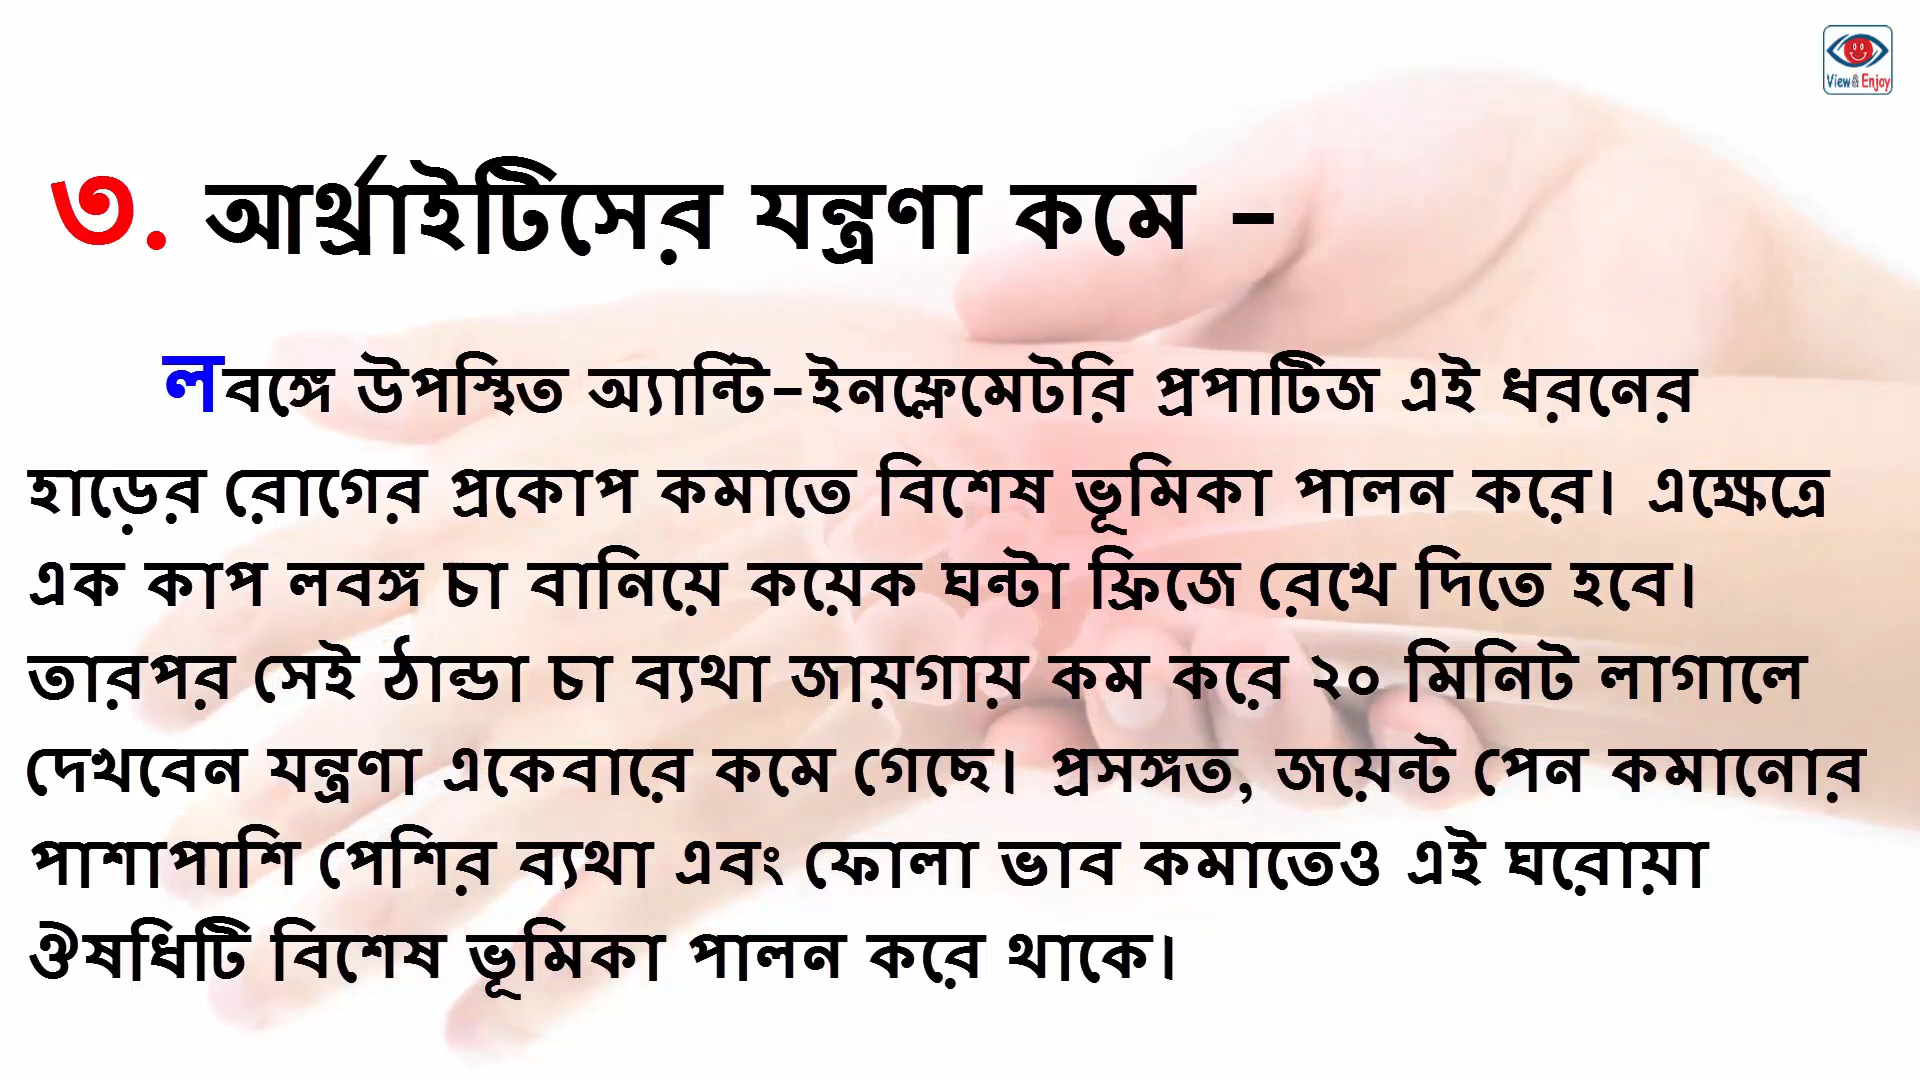 View & Enjoy
৩. আর্থ্রাইটিসের যন্ত্রণা কমে –
লবঙ্গে উপস্থিত অ্যান্টি-ইনফ্লেমেটরি প্রপাটিজ এই ধরনের
হাড়ের রোগের প্রকোপ কমাতে বিশেষ ভূমিকা পালন করে। এক্ষেত্রে
এক কাপ লবঙ্গ চা বানিয়ে কয়েক ঘন্টা ফ্রিজে রেখে দিতে হবে।
তারপর সেই ঠান্ডা চা ব্যথা জায়গায় কম করে ২০ মিনিট লাগালে
দেখবেন যন্ত্রণা একেবারে কমে গেছে। প্রসঙ্গত, জয়েন্ট পেন কমানোর
পাশাপাশি পেশির ব্যথা এবং ফোলা ভাব কমাতেও এই ঘরোয়া
ঔষধিটি বিশেষ ভূমিকা পালন করে থাকে।